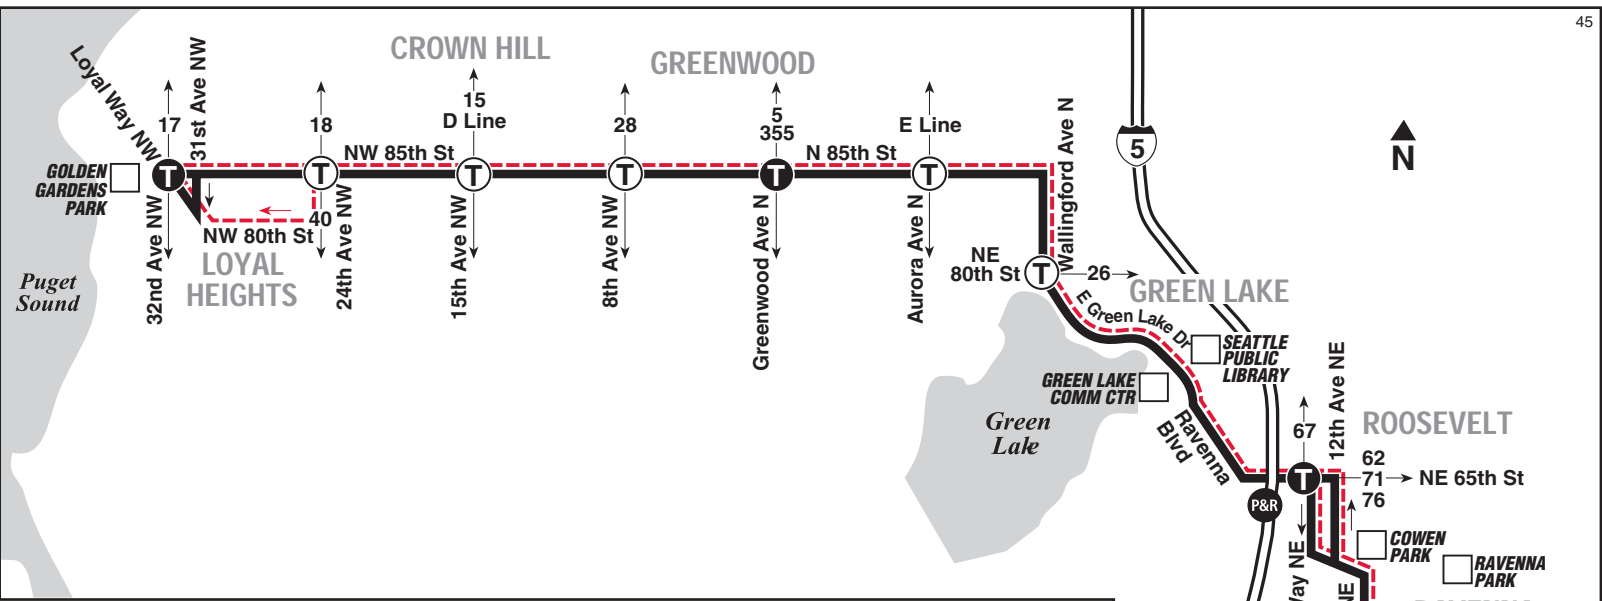 45
CROWN HILL
GREENWOOD
Loyal Way NW
31st Ave NW
17
18
15
D Line
28
5
355
E Line
Wallingford Ave N
5
N
NW 85th St
N 85th St
GOLDEN
GARDENS
PARK
T
T
T
T
T
T
40
NW 80th St
LOYAL
HEIGHTS
32nd Ave NW
24th Ave NW
15th Ave NW
8th Ave NW
Greenwood Ave N
Aurora Ave N
NE
80th St
T
26
GREEN LAKE
Puget
Sound
E Green Lake Dr
SEATTLE
PUBLIC
LIBRARY
GREEN LAKE
COMM CTR
Green
Lake
Ravenna
Blvd
12th Ave NE
ROOSEVELT
67
62
71
76
NE 65th St
T
P&R
COWEN
PARK
RAVENNA
PARK
Way NE
NE